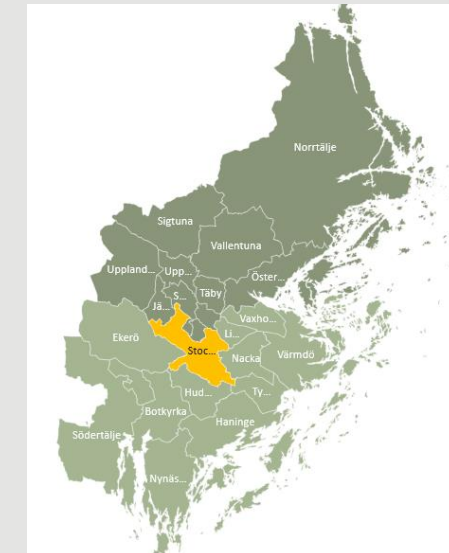 Norrtälje
Sigtuna
Vallentuna
Uppland...
Upp...
Öster...
S...
Täby
Jä...
Vaxho...
Li...
Ekerö
Stoc...
Nacka
Värmdö
Hud...
Ty...
Botkyrka
Haninge
Södertälje
Nynäs...